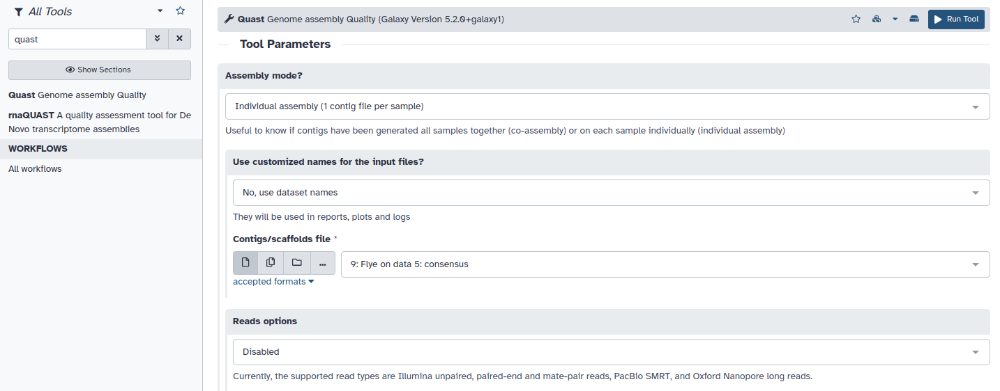 All Tools
quast
Show Sections
Quast Genome assembly Quality
rnaQUAST A quality assessment tool for De
Novo transcriptome assemblies
WORKFLOWS
All workflows
Quast Genome assembly Quality (Galaxy Version 5.2.0+galaxy1)
Run Tool
Tool Parameters
Assembly mode?
Individual assembly (1 contig file per sample)
Useful to know if contigs have been generated all samples together (co-assembly) or on each sample individually (individual assembly)
Use customized names for the input files?
No, use dataset names
They will be used in reports, plots and logs
Contigs/scaffolds file *
9: Flye on data 5: consensus
accepted formats
Reads options
Disabled
Currently, the supported read types are Illumina unpaired, paired-end and mate-pair reads, PacBio SMRT, and Oxford Nanopore long reads.